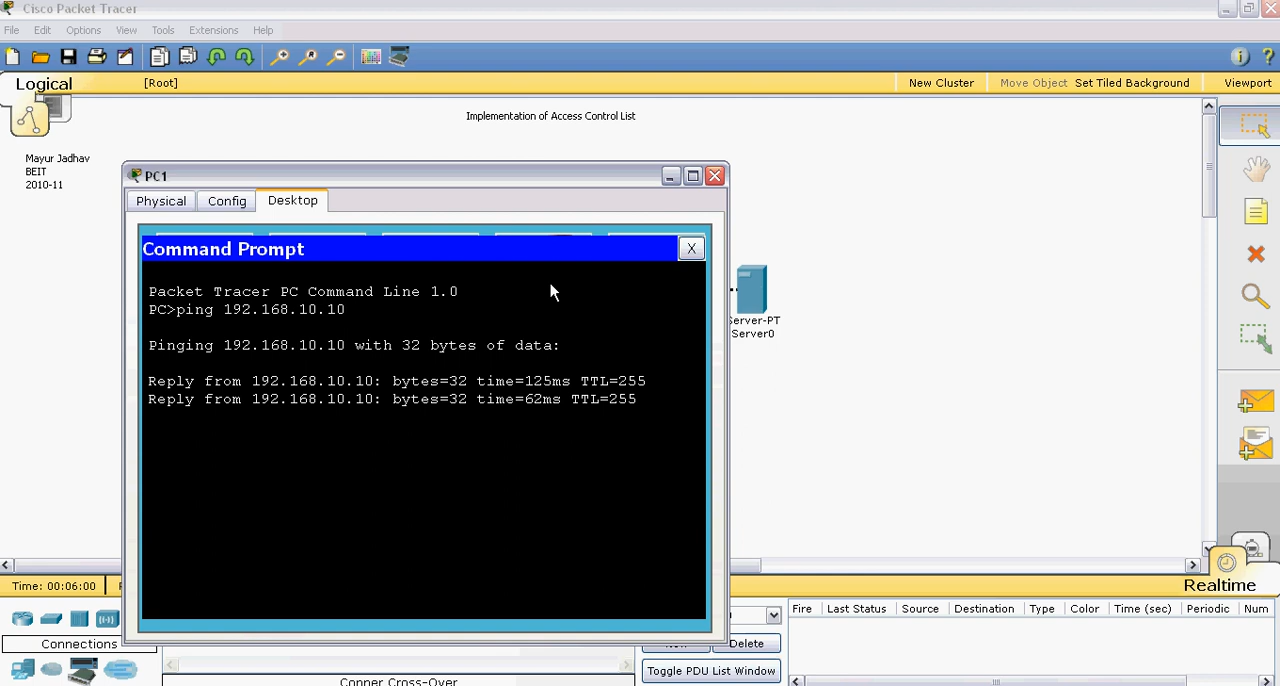 Cisco Packet Tracer
File Edit Options View Tools Extensions Help
Logical [Root] New Cluster Move Object Set Tiled Background Viewport
Implementation of Access Control List
Mayur Jadhav
BEIT
2010-11
PC1
Physical Config Desktop
Command Prompt X
Packet Tracer PC Command Line 1.0
PC>ping 192.168.10.10
Pinging 192.168.10.10 with 32 bytes of data:
Reply from 192.168.10.10: bytes=32 time=125ms TTL=255
Reply from 192.168.10.10: bytes=32 time=62ms TTL=255
Server-PT
Server0
Time: 00:06:00
Realtime
Fire Last Status Source Destination Type Color Time (sec) Periodic Num
Connections
Delete
Toggle PDU List Window
Copper Cross-Over